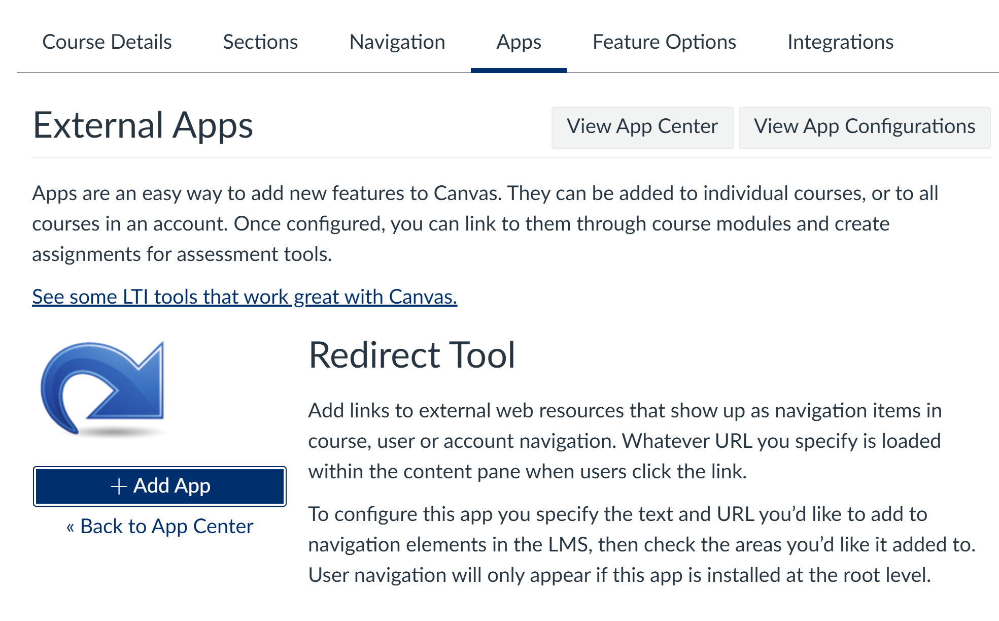 Course Details Sections Navigation Apps Feature Options Integrations
External Apps View App Center View App Configurations
Apps are an easy way to add new features to Canvas. They can be added to individual courses, or to all
courses in an account. Once configured, you can link to them through course modules and create
assignments for assessment tools.
See some LTI tools that work great with Canvas.
Redirect Tool
Add links to external web resources that show up as navigation items in
course, user or account navigation. Whatever URL you specify is loaded
within the content pane when users click the link.
To configure this app you specify the text and URL you’d like to add to
navigation elements in the LMS, then check the areas you’d like it added to.
User navigation will only appear if this app is installed at the root level.
+ Add App
« Back to App Center